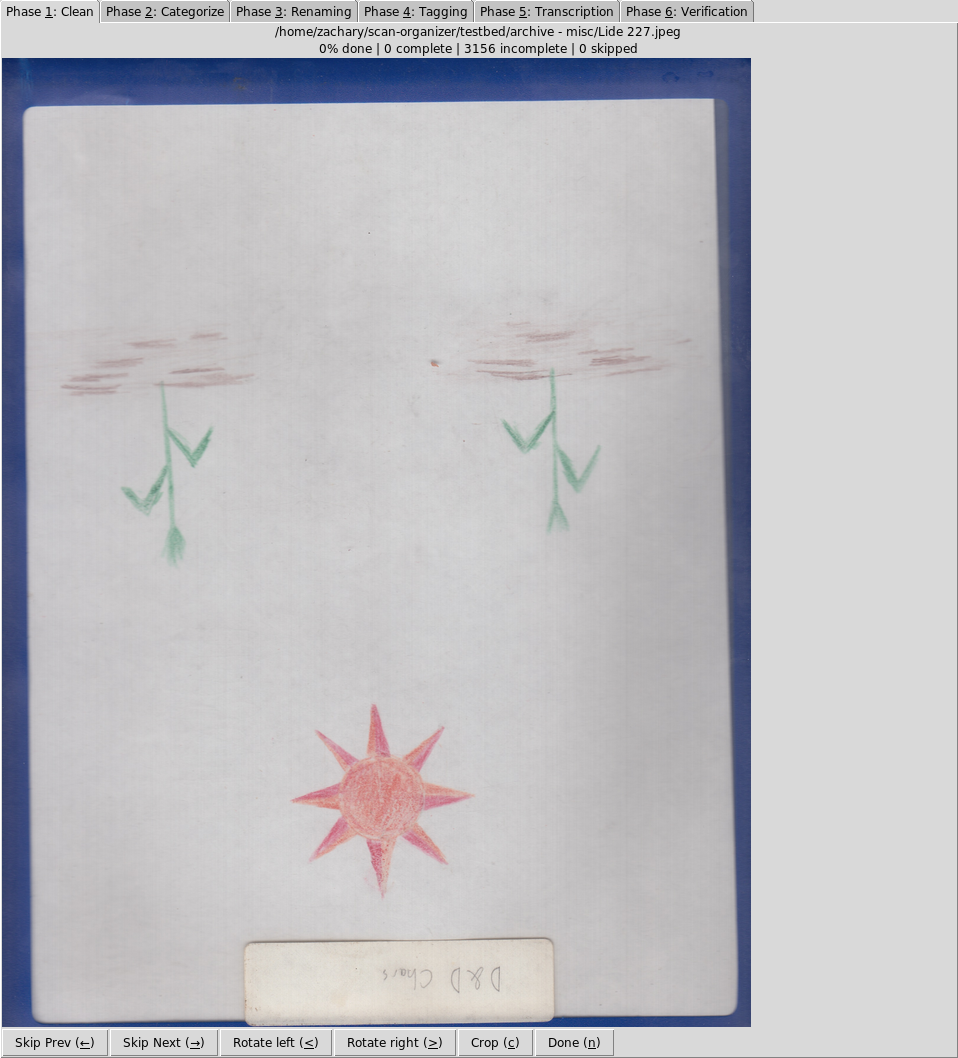 Phase 1: Clean
Phase 2: Categorize
Phase 3: Renaming
Phase 4: Tagging
Phase 5: Transcription
Phase 6: Verification
/home/zachary/scan-organizer/testbed/archive - misc/Lide 227.jpeg
0% done | 0 complete | 3156 incomplete | 0 skipped
D&D Chars
Skip Prev (←)
Skip Next (→)
Rotate left (<)
Rotate right (>)
Crop (c)
Done (n)